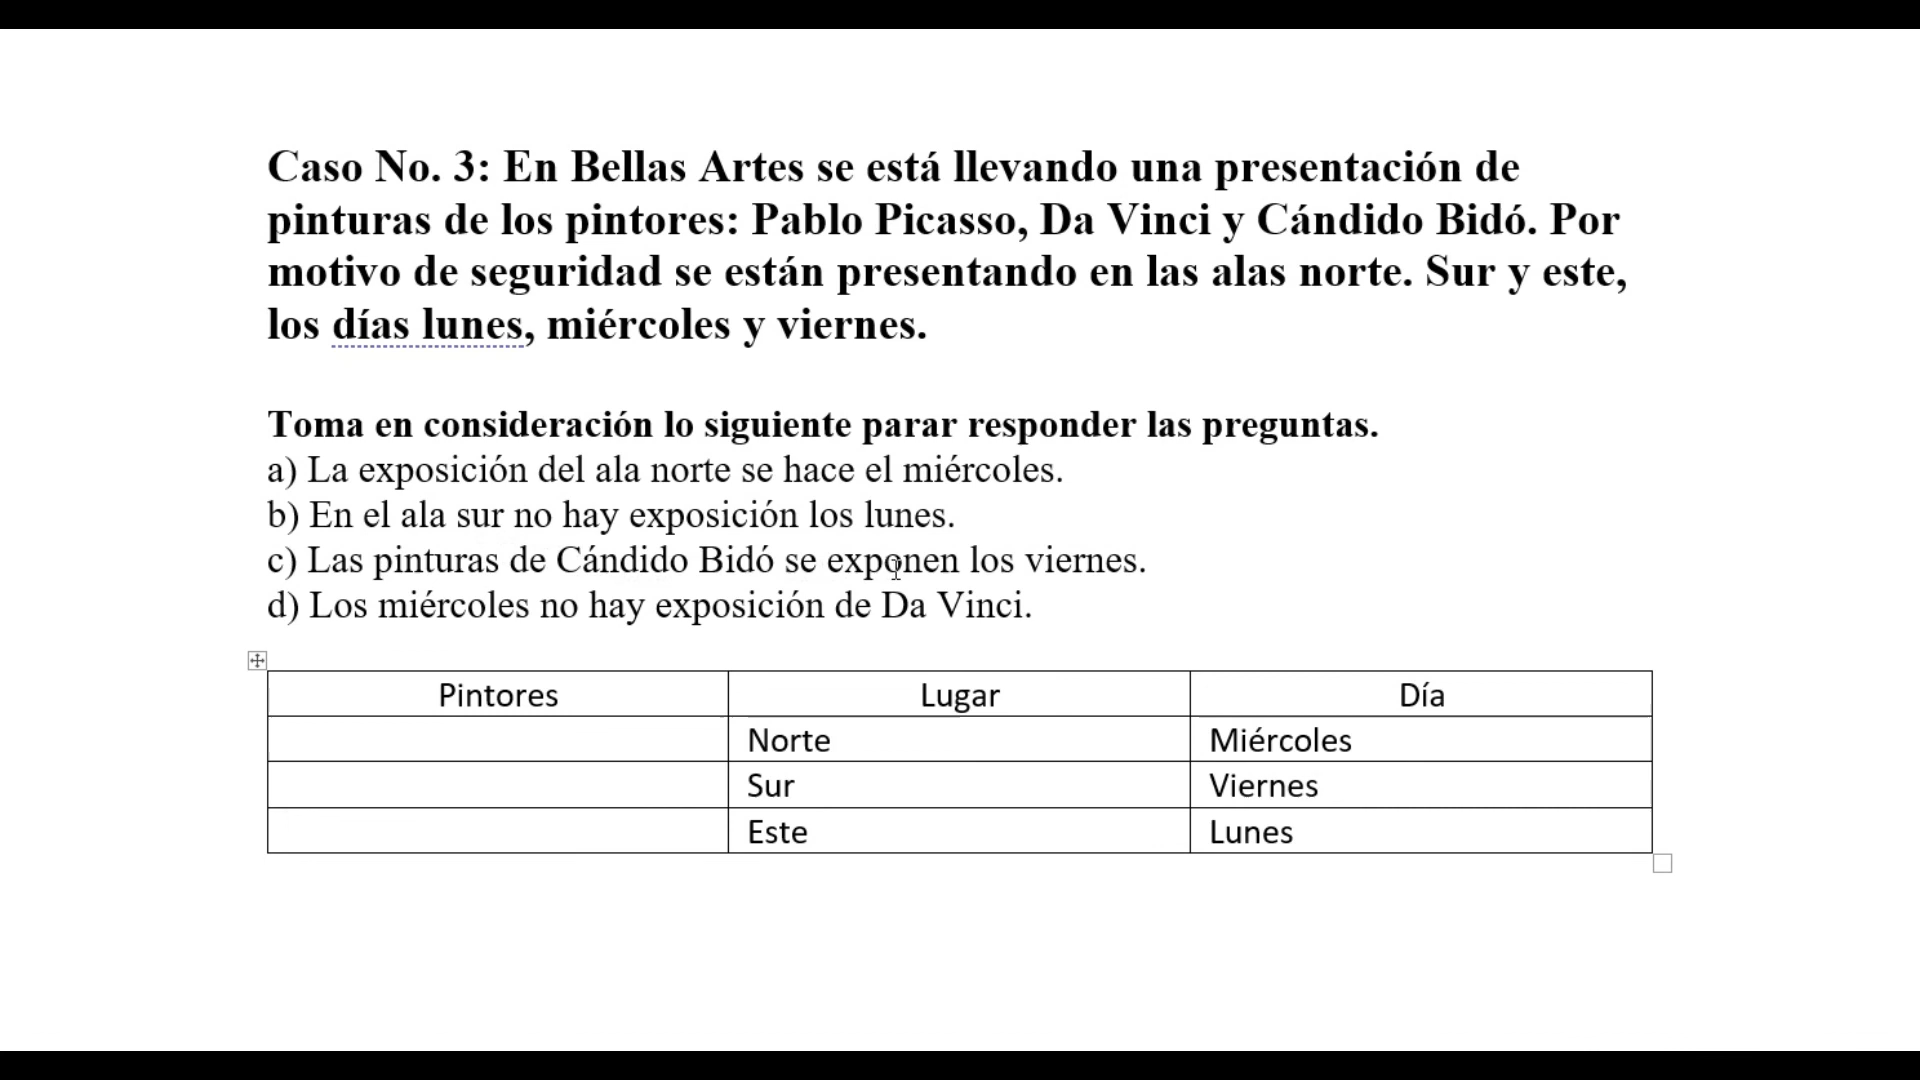 Caso No. 3: En Bellas Artes se está llevando una presentación de
pinturas de los pintores: Pablo Picasso, Da Vinci y Cándido Bidó. Por
motivo de seguridad se están presentando en las alas norte. Sur y este,
los días lunes, miércoles y viernes.
Toma en consideración lo siguiente parar responder las preguntas.
a) La exposición del ala norte se hace el miércoles.
b) En el ala sur no hay exposición los lunes.
c) Las pinturas de Cándido Bidó se exponen los viernes.
d) Los miércoles no hay exposición de Da Vinci.
Pintores Lugar Día
Norte Miércoles
Sur Viernes
Este Lunes